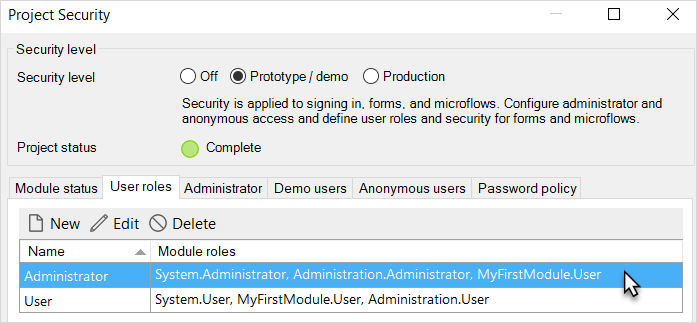 Project Security
Security level
Security level Off Prototype / demo Production
Security is applied to signing in, forms, and microflows. Configure administrator and
anonymous access and define user roles and security for forms and microflows.
Project status Complete
Module status User roles Administrator Demo users Anonymous users Password policy
New Edit Delete
Name Module roles
Administrator System.Administrator, Administration.Administrator, MyFirstModule.User
User System.User, MyFirstModule.User, Administration.User